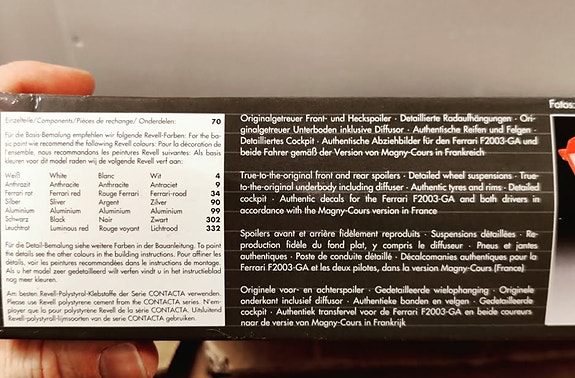 Einzelteile/Components/Pièces de rechange/ Onderdelen: 70
Für die Basis-Bemalung empfehlen wir folgende Revell-Farben: For the ba-
sic paint wie recommend the following Revell colours: Pour la décoration de
l'ensemble, nous recommandons les peintures Revell suivantes: Als basis
kleuren voor dit model raden wij de volgende Revell verf aan:
Weiß White Blanc Wit 4
Anthrazit Anthracite Anthracite Antraciet 9
Ferrari rot Ferrari red Rouge Ferrari Ferrari-rood 34
Silber Silver Argent Zilver 90
Aluminium Aluminium Aluminium Aluminium 99
Schwarz Black Noir Zwart 302
Leuchtrot Luminous red Rouge voyant Lichtrood 332
Für die Detail-Bemalung siehe weitere Farben in der Bauanleitung. To paint
the details see the other colours in the building instructions. Pour affiner les
détails, voir les peintures recommandées dans les instructions de montage.
Als u het model zeer gedetailleerd wilt verfen vindt u in het instructieblad
nog meer kleuren.
Am besten Revell-Polystyrol-Klebstoffe der Serie CONTACTA verwenden.
Please use Revell polystyrene cement from the CONTACTA series. N'em-
ployer que la pour polystyrène Revell de la série CONTACTA. Uitsluitend
Revell-polystyroll-lijmsoorten van de serie CONTACTA gebruiken.
Fotos:
Originalgetreuer Front- und Heckspoiler · Detaillierte Radaufhängungen · Ori-
ginalgetreuer Unterboden inklusive Diffusor · Authentische Reifen und Felgen ·
Detailliertes Cockpit · Authentische Abziehbilder für den Ferrari F2003-GA und
beide Fahrer gemäß der Version von Magny-Cours in Frankreich
True-to-the-original front and rear spoilers · Detailed wheel suspensions · True-
to-the-original underbody including diffuser · Authentic tyres and rims · Detailed
cockpit · Authentic decals for the Ferrari F2003-GA and both drivers in
accordance with the Magny-Cours version in France
Spoilers avant et arrière fidèlement reproduits · Suspensions détaillées · Re-
production fidèle du fond plat, y compris le diffuseur · Pneus et jantes
authentiques · Poste de conduite détaillé · Décalcomanies authentiques pour la
Ferrari F2003-GA et les deux pilotes, dans la version Magny-Cours (France)
Originele voor- en achterspoiler · Gedetailleerde wielophanging · Originele
onderkant inclusief diffusor · Authentieke banden en velgen · Gedetailleerde
cockpit · Authentiek transfervel voor de Ferrari F2003-GA en beide coureurs
naar de versie van Magny-Cours in Frankrijk